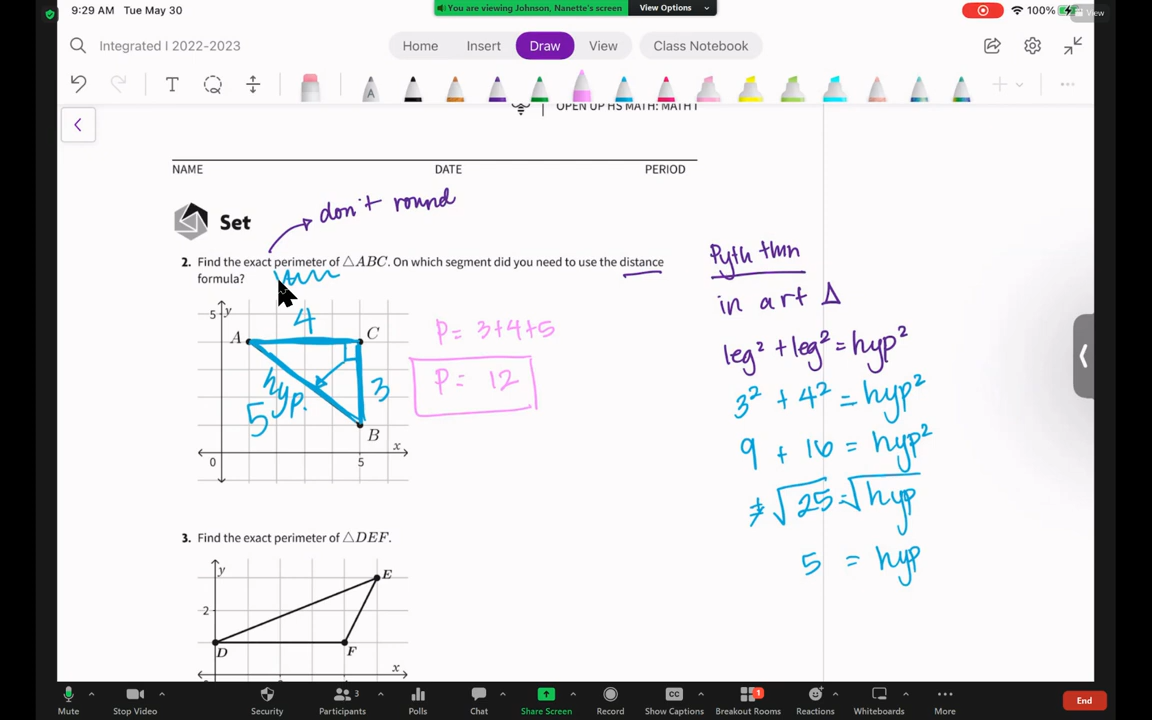 9:29 AM Tue May 30
You are viewing Johnson, Nanette's screen
View Options
100%
View
Integrated I 2022-2023
Home
Insert
Draw
View
Class Notebook
OPEN UP HS MATH: MATH 1
NAME
DATE
PERIOD
Set
don't round
2. Find the exact perimeter of △ABC. On which segment did you need to use the distance
formula?
5 y
4
A
C
hyp.
5
3
B
x
0
5
P = 3+4+5
P = 12
Pyth thm
in a rt △
leg² + leg² = hyp²
3² + 4² = hyp²
9 + 16 = hyp²
±√25 = √hyp
5 = hyp
3. Find the exact perimeter of △DEF.
y
E
2
D
F
x
Mute
Stop Video
Security
3
Participants
Polls
Chat
Share Screen
Record
CC
Show Captions
1
Breakout Rooms
Reactions
Whiteboards
More
End